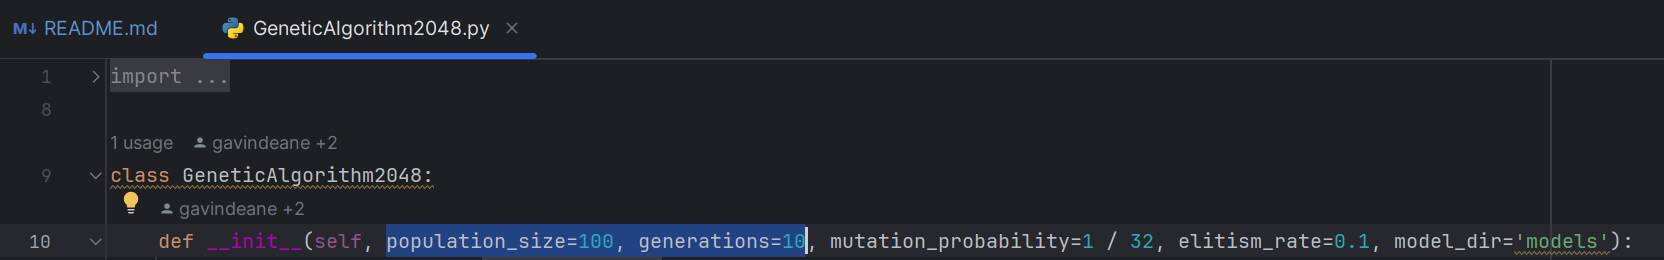 M↓ README.md GeneticAlgorithm2048.py ×
1 import ...
8
1 usage gavindeane +2
9 class GeneticAlgorithm2048:
gavindeane +2
10 def __init__(self, population_size=100, generations=10, mutation_probability=1 / 32, elitism_rate=0.1, model_dir='models'):